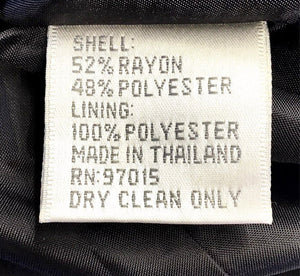 SHELL:
52% RAYON
48% POLYESTER
LINING:
100% POLYESTER
MADE IN THAILAND
RN:97015
DRY CLEAN ONLY